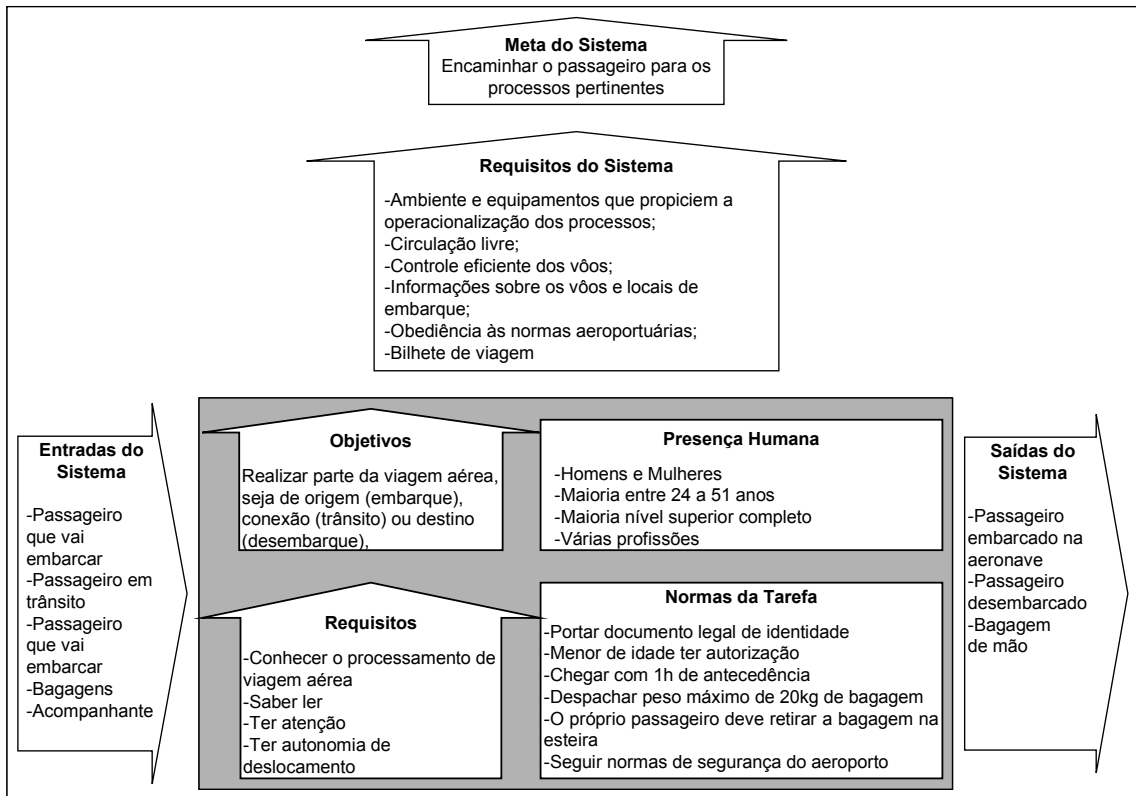 Meta do Sistema
Encaminhar o passageiro para os
processos pertinentes
Requisitos do Sistema
-Ambiente e equipamentos que propiciem a
operacionalização dos processos;
-Circulação livre;
-Controle eficiente dos vôos;
-Informações sobre os vôos e locais de
embarque;
-Obediência às normas aeroportuárias;
-Bilhete de viagem
Entradas do
Sistema
-Passageiro
que vai
embarcar
-Passageiro em
trânsito
-Passageiro
que vai
embarcar
-Bagagens
-Acompanhante
Objetivos
Realizar parte da viagem aérea,
seja de origem (embarque),
conexão (trânsito) ou destino
(desembarque),
Presença Humana
-Homens e Mulheres
-Maioria entre 24 a 51 anos
-Maioria nível superior completo
-Várias profissões
Requisitos
-Conhecer o processamento de
viagem aérea
-Saber ler
-Ter atenção
-Ter autonomia de
deslocamento
Normas da Tarefa
-Portar documento legal de identidade
-Menor de idade ter autorização
-Chegar com 1h de antecedência
-Despachar peso máximo de 20kg de bagagem
-O próprio passageiro deve retirar a bagagem na
esteira
-Seguir normas de segurança do aeroporto
Saídas do
Sistema
-Passageiro
embarcado na
aeronave
-Passageiro
desembarcado
-Bagagem
de mão